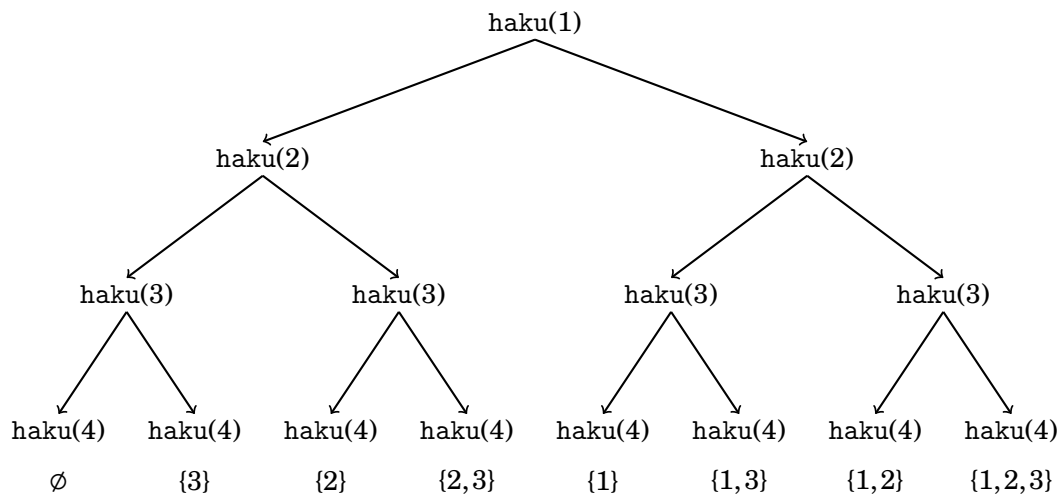 haku(1)
haku(2) haku(2)
haku(3) haku(3) haku(3) haku(3)
haku(4) haku(4) haku(4) haku(4) haku(4) haku(4) haku(4) haku(4)
∅ {3} {2} {2,3} {1} {1,3} {1,2} {1,2,3}